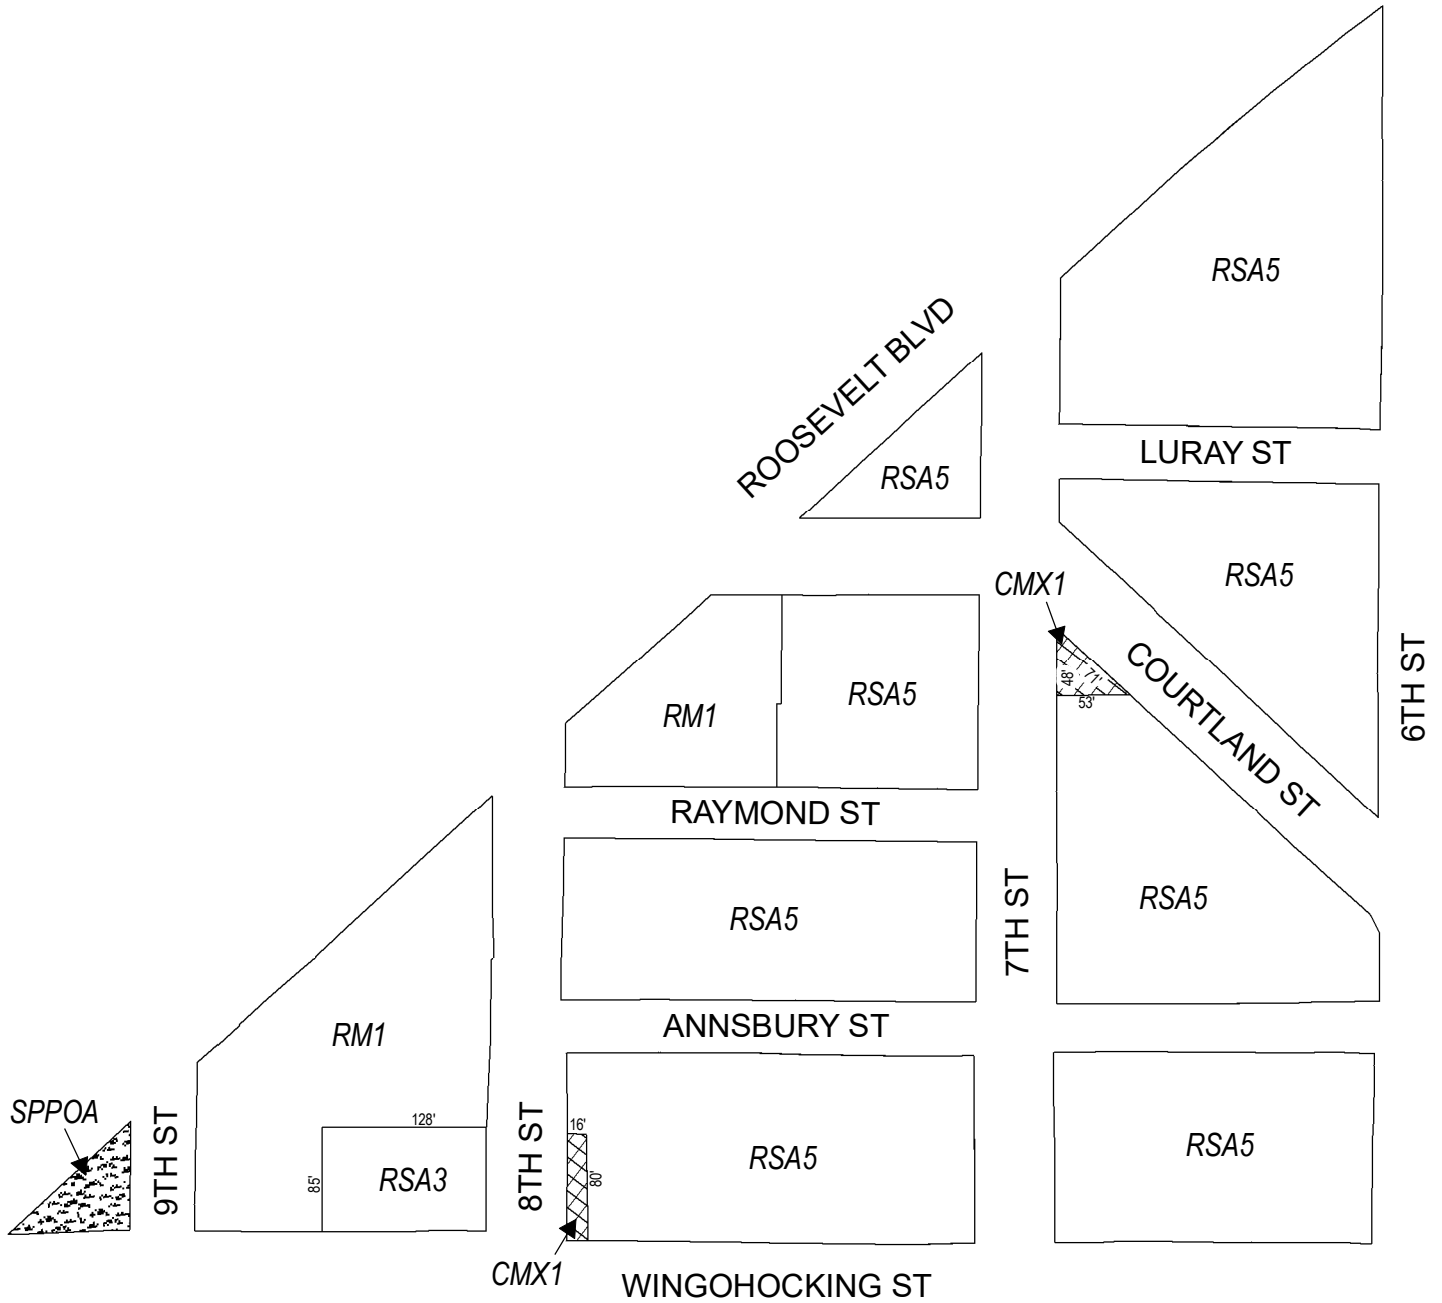 RSA5
ROOSEVELT BLVD
LURAY ST
RSA5
RSA5
CMX1
48'
71'
53'
COURTLAND ST
6TH ST
RM1
RSA5
RAYMOND ST
RSA5
7TH ST
RSA5
ANNSBURY ST
RM1
SPPOA
9TH ST
128'
85'
RSA3
8TH ST
16'
80'
RSA5
RSA5
CMX1
WINGOHOCKING ST